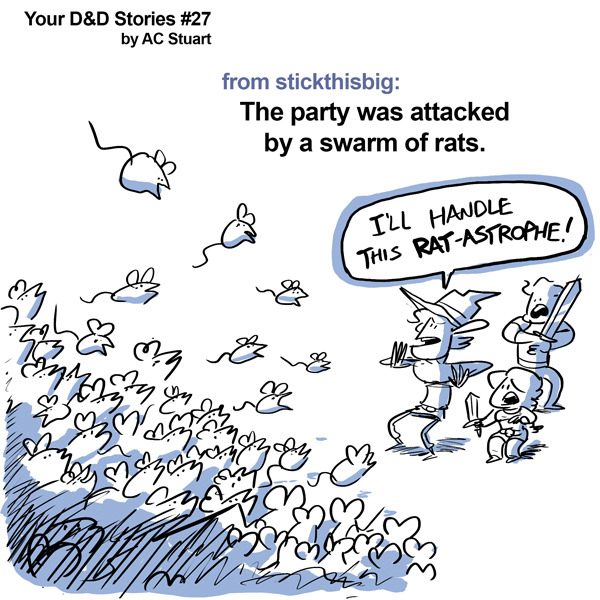 Your D&D Stories #27
by AC Stuart
from stickthisbig:
The party was attacked
by a swarm of rats.
I'LL HANDLE
THIS RAT-ASTROPHE!